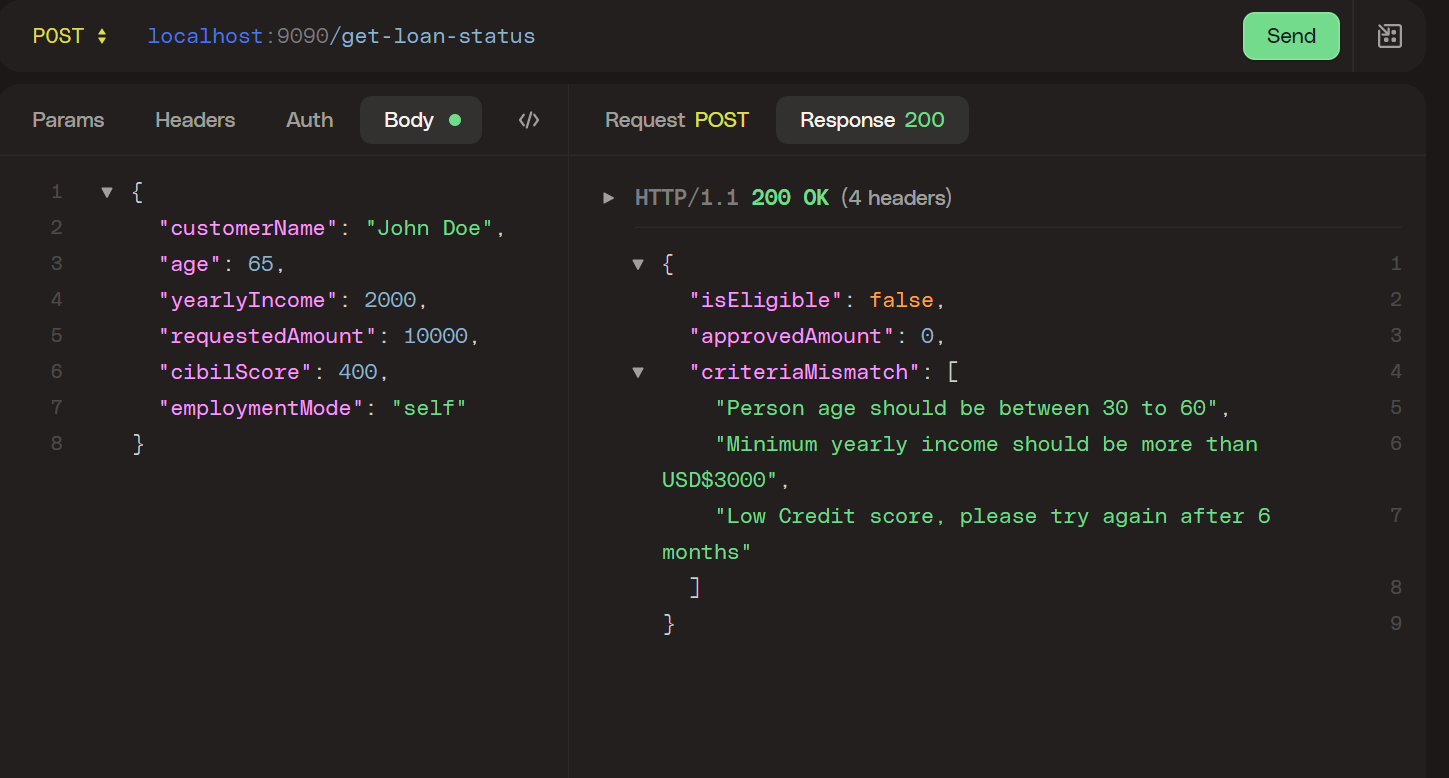 POST localhost:9090/get-loan-status Send
Params Headers Auth Body </>
1 {
2 "customerName": "John Doe",
3 "age": 65,
4 "yearlyIncome": 2000,
5 "requestedAmount": 10000,
6 "cibilScore": 400,
7 "employmentMode": "self"
8 }
Request POST Response 200
HTTP/1.1 200 OK (4 headers)
{ 1
"isEligible": false, 2
"approvedAmount": 0, 3
"criteriaMismatch": [ 4
"Person age should be between 30 to 60", 5
"Minimum yearly income should be more than 6
USD$3000",
"Low Credit score, please try again after 6 7
months"
] 8
} 9